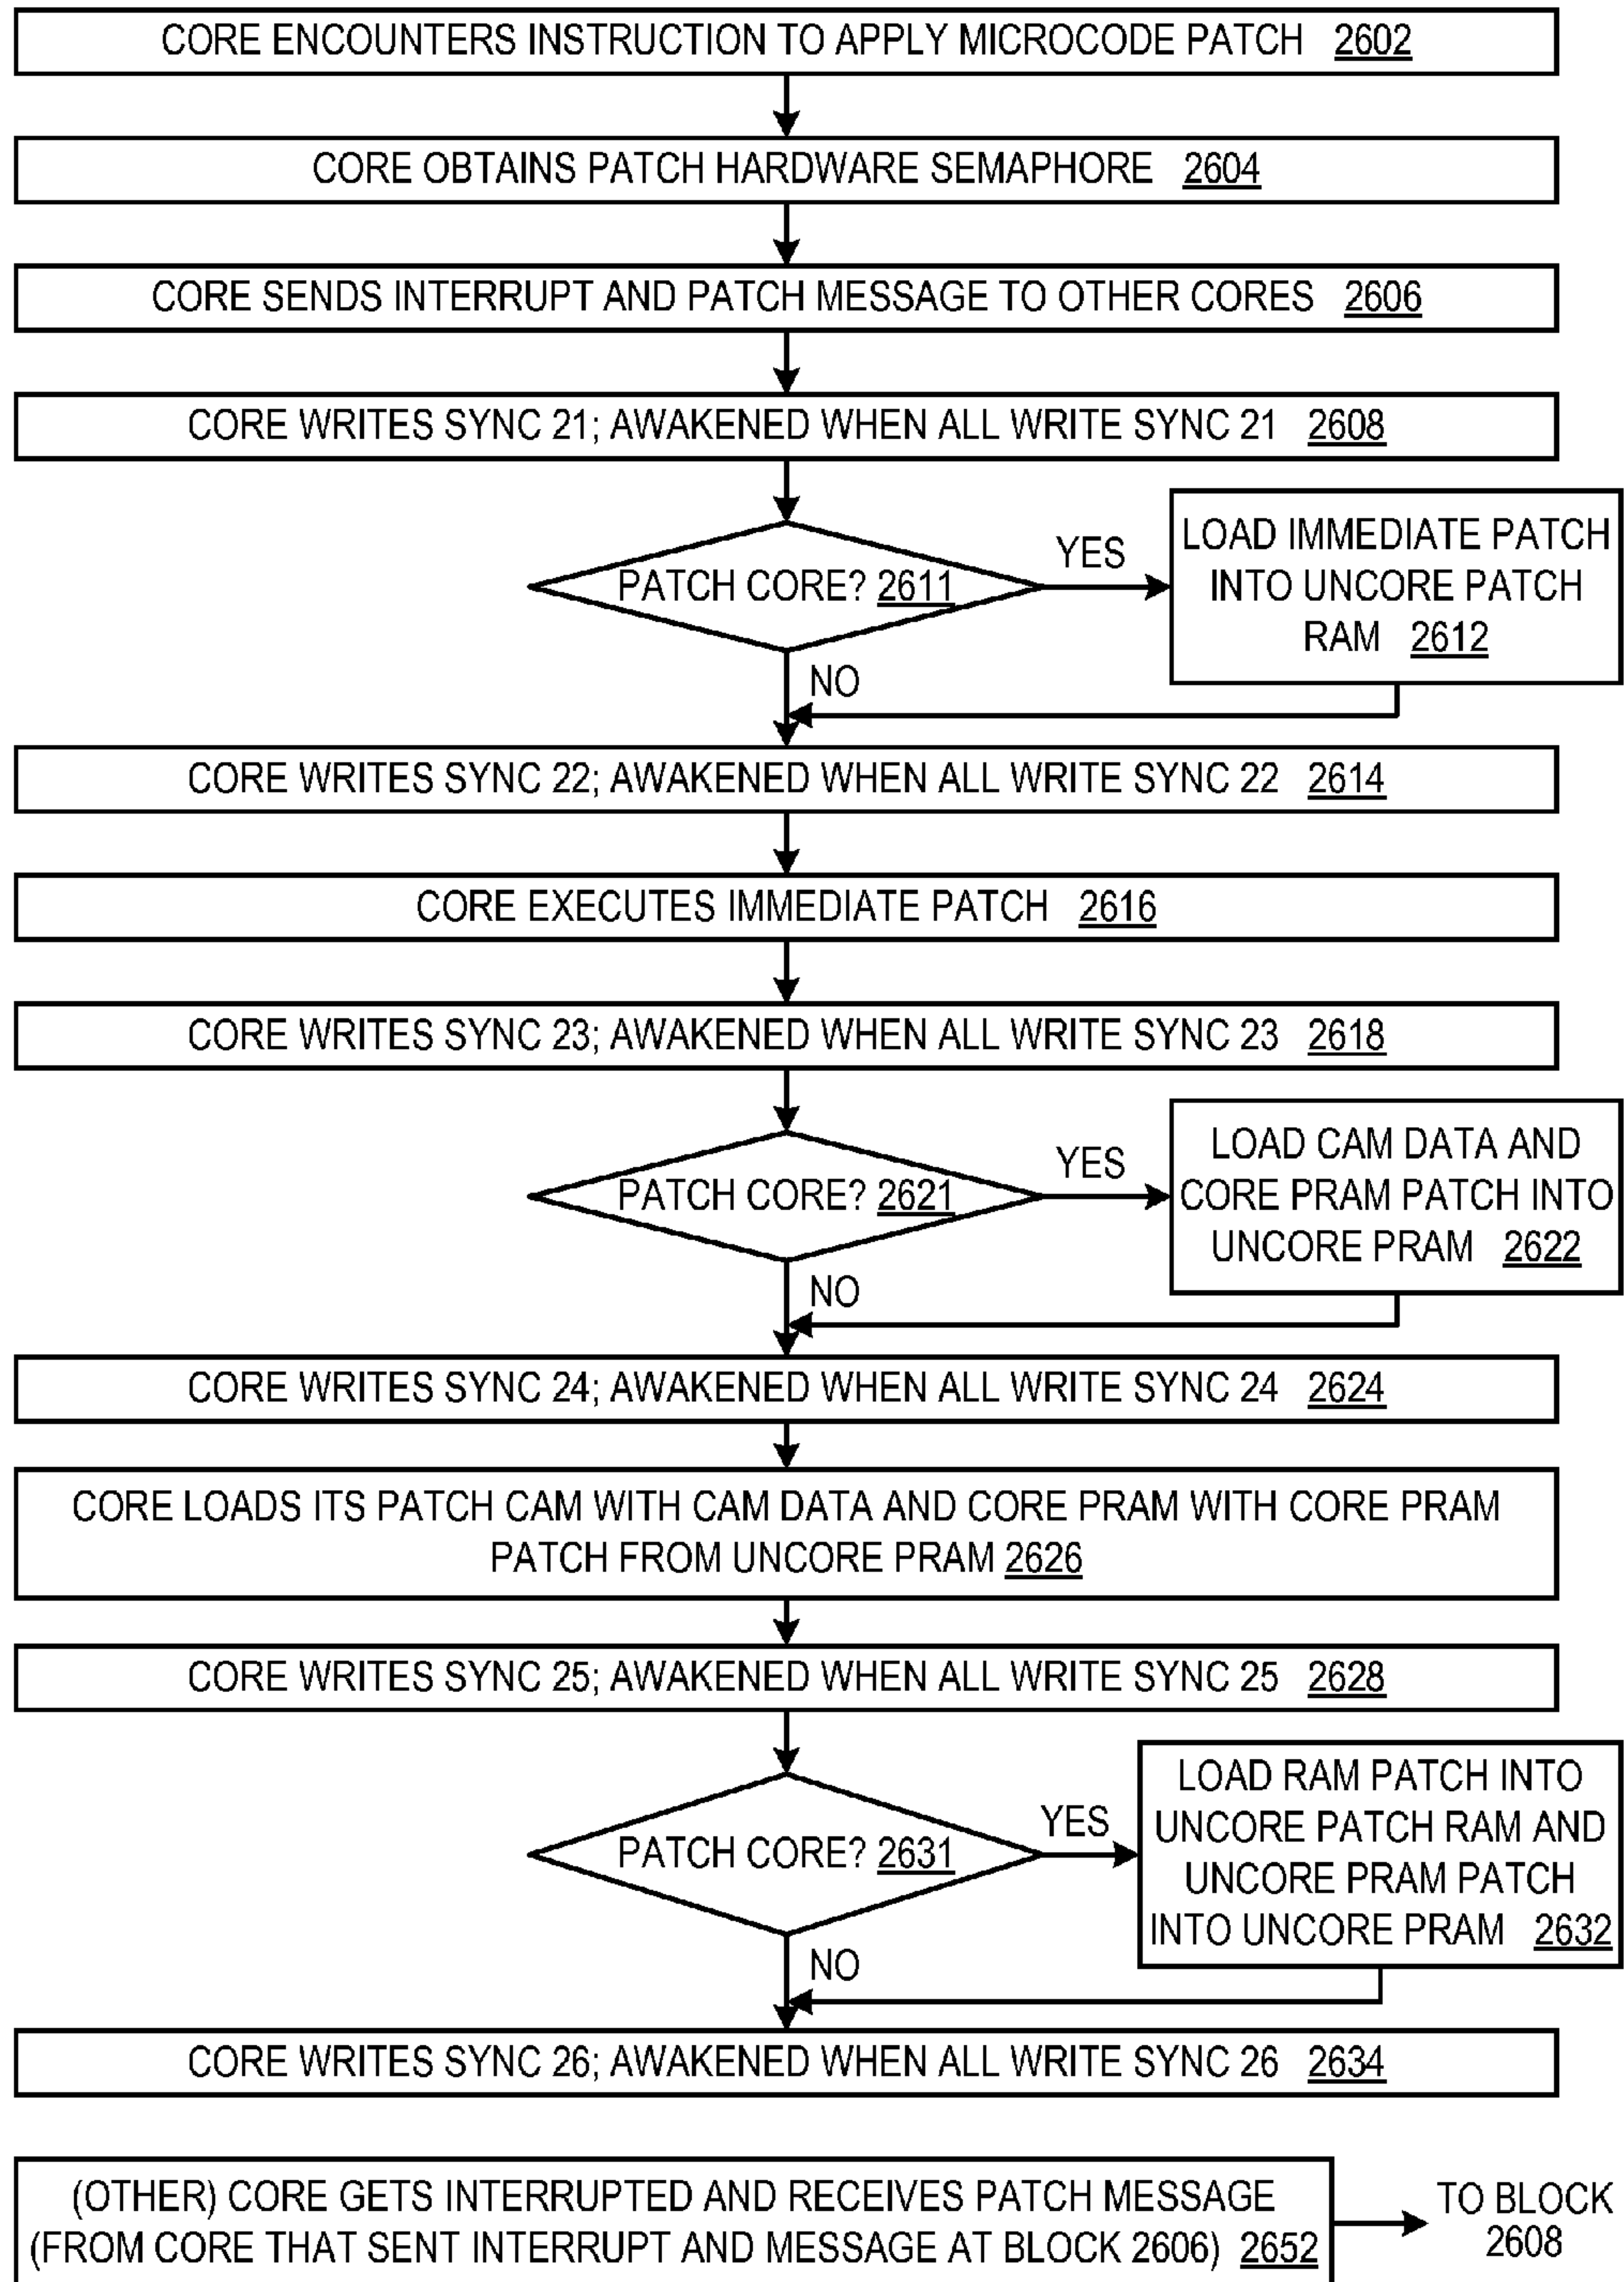 CORE ENCOUNTERS INSTRUCTION TO APPLY MICROCODE PATCH 2602
CORE OBTAINS PATCH HARDWARE SEMAPHORE 2604
CORE SENDS INTERRUPT AND PATCH MESSAGE TO OTHER CORES 2606
CORE WRITES SYNC 21; AWAKENED WHEN ALL WRITE SYNC 21 2608
PATCH CORE? 2611
YES
LOAD IMMEDIATE PATCH
INTO UNCORE PATCH
RAM 2612
NO
CORE WRITES SYNC 22; AWAKENED WHEN ALL WRITE SYNC 22 2614
CORE EXECUTES IMMEDIATE PATCH 2616
CORE WRITES SYNC 23; AWAKENED WHEN ALL WRITE SYNC 23 2618
PATCH CORE? 2621
YES
LOAD CAM DATA AND
CORE PRAM PATCH INTO
UNCORE PRAM 2622
NO
CORE WRITES SYNC 24; AWAKENED WHEN ALL WRITE SYNC 24 2624
CORE LOADS ITS PATCH CAM WITH CAM DATA AND CORE PRAM WITH CORE PRAM
PATCH FROM UNCORE PRAM 2626
CORE WRITES SYNC 25; AWAKENED WHEN ALL WRITE SYNC 25 2628
PATCH CORE? 2631
YES
LOAD RAM PATCH INTO
UNCORE PATCH RAM AND
UNCORE PRAM PATCH
INTO UNCORE PRAM 2632
NO
CORE WRITES SYNC 26; AWAKENED WHEN ALL WRITE SYNC 26 2634
(OTHER) CORE GETS INTERRUPTED AND RECEIVES PATCH MESSAGE
(FROM CORE THAT SENT INTERRUPT AND MESSAGE AT BLOCK 2606) 2652
TO BLOCK
2608